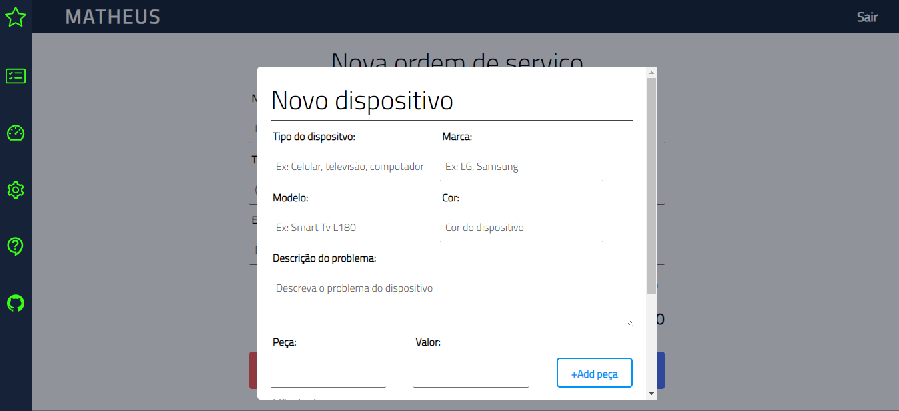 MATHEUS
Sair
Nova ordem de serviço
Novo dispositivo
Tipo do dispositvo:
Marca:
Ex: Celular, televisão, computador
Ex: LG, Samsung
Modelo:
Cor:
Ex: Smart Tv L180
Cor do dispositivo
Descrição do problema:
Descreva o problema do dispositivo
Peça:
Valor:
+Add peça